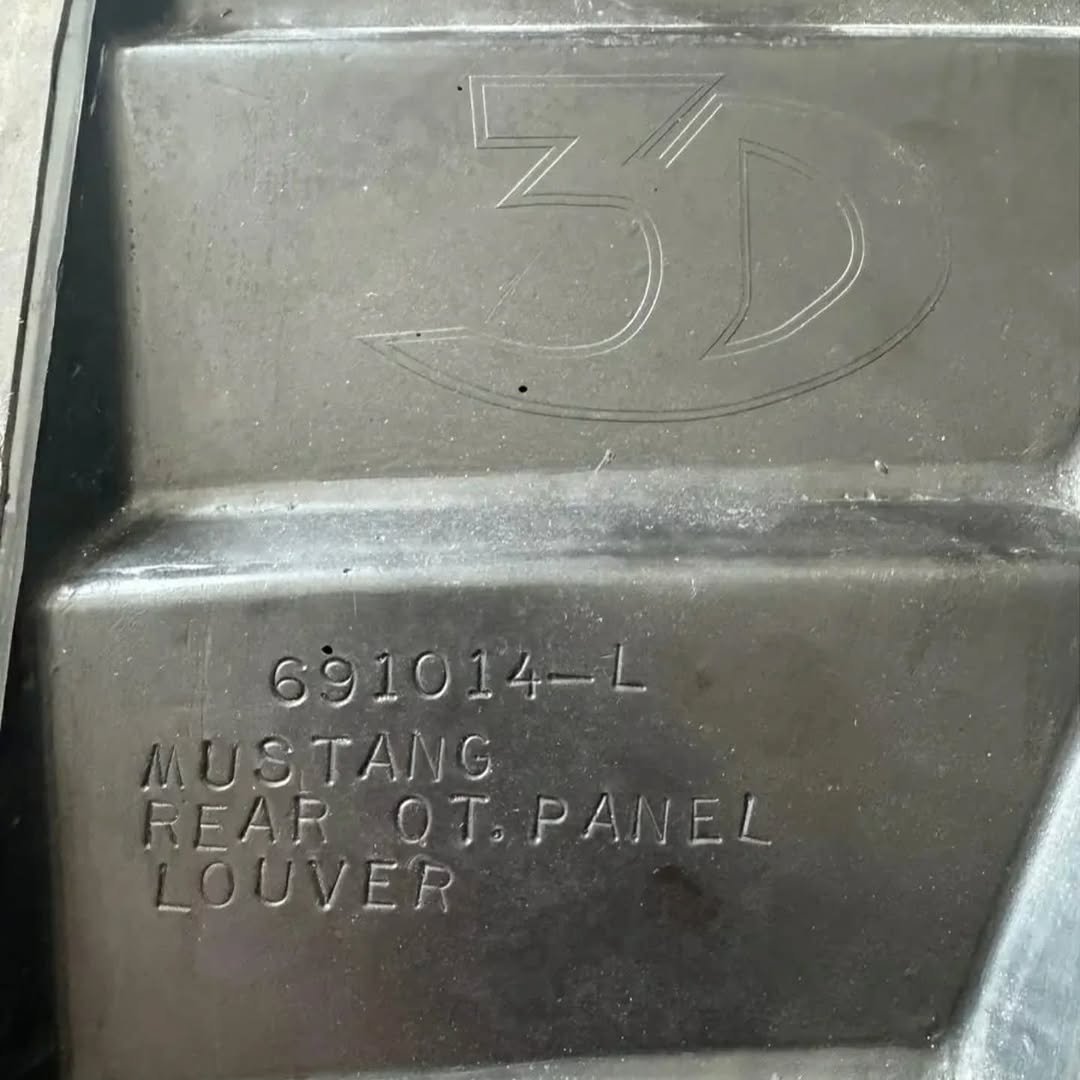 3D
691014-L
MUSTANG
REAR QT. PANEL
LOUVER